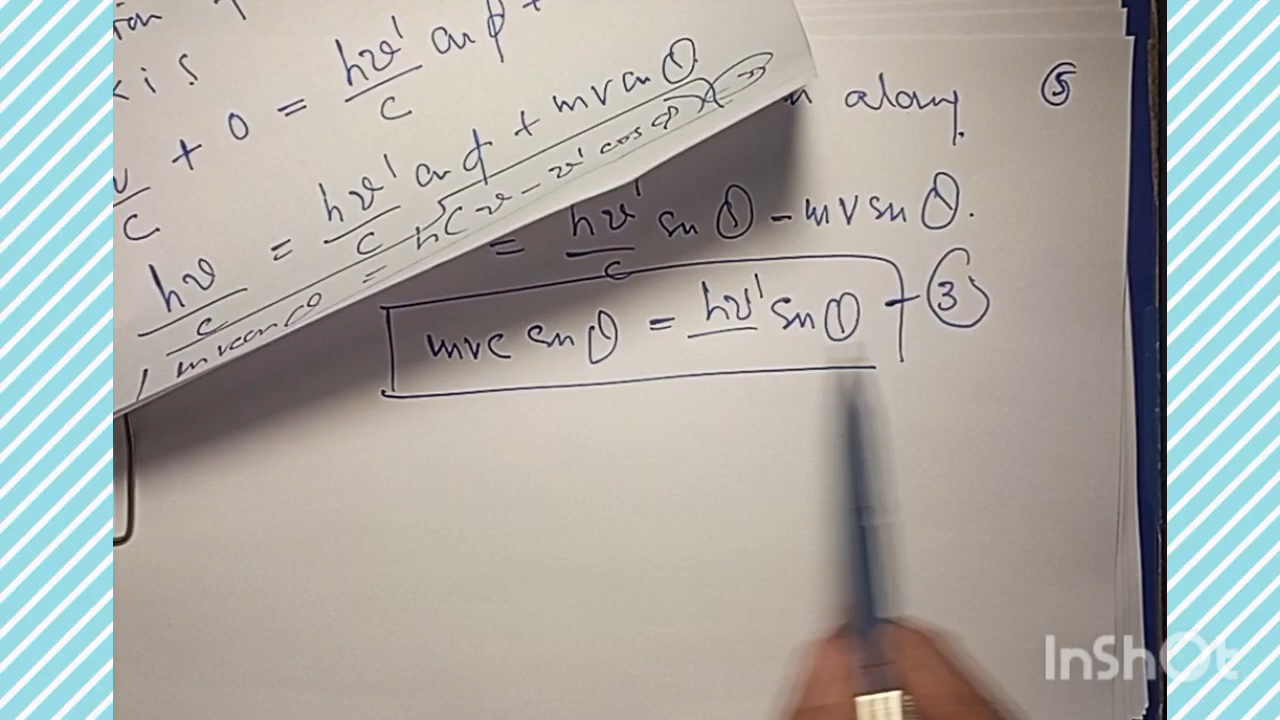 is
+ 0 = hν'/c cos ϕ +
hν/c = hν'/c cos ϕ + mv cos θ
mvc cos θ = h(ν - ν' cos ϕ)
along ⑤
= hν'/c sin θ - mv sin θ.
mvc sin θ = hν' sin θ - ③
InShOt